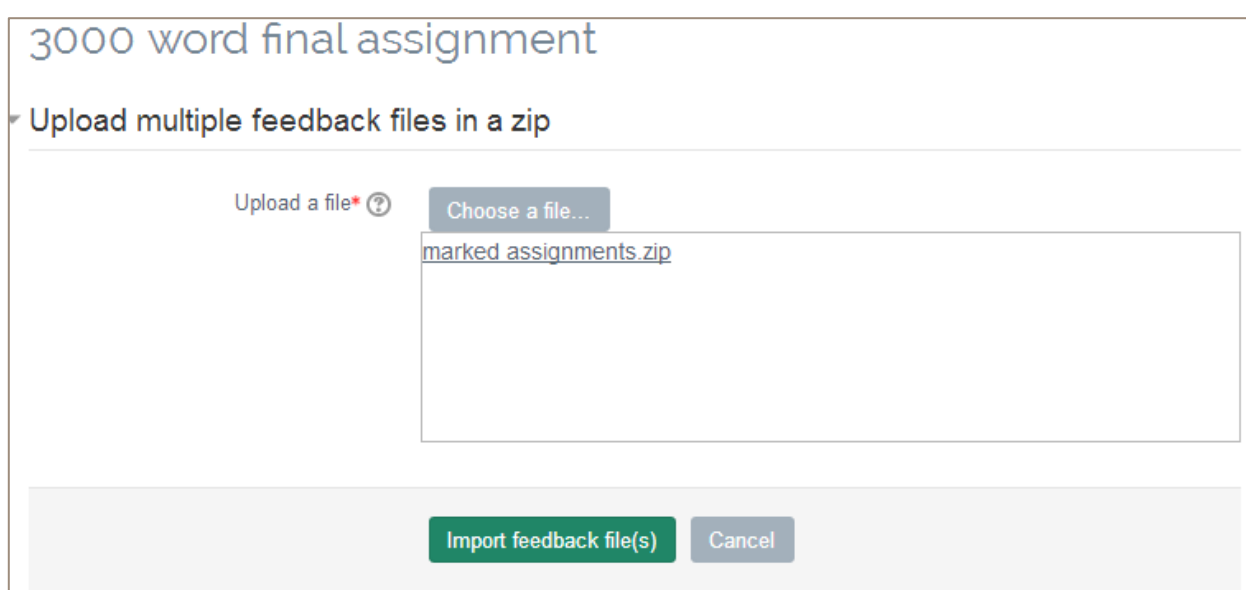 3000 word final assignment
Upload multiple feedback files in a zip
Upload a file* ?
Choose a file...
marked assignments.zip
Import feedback file(s) Cancel